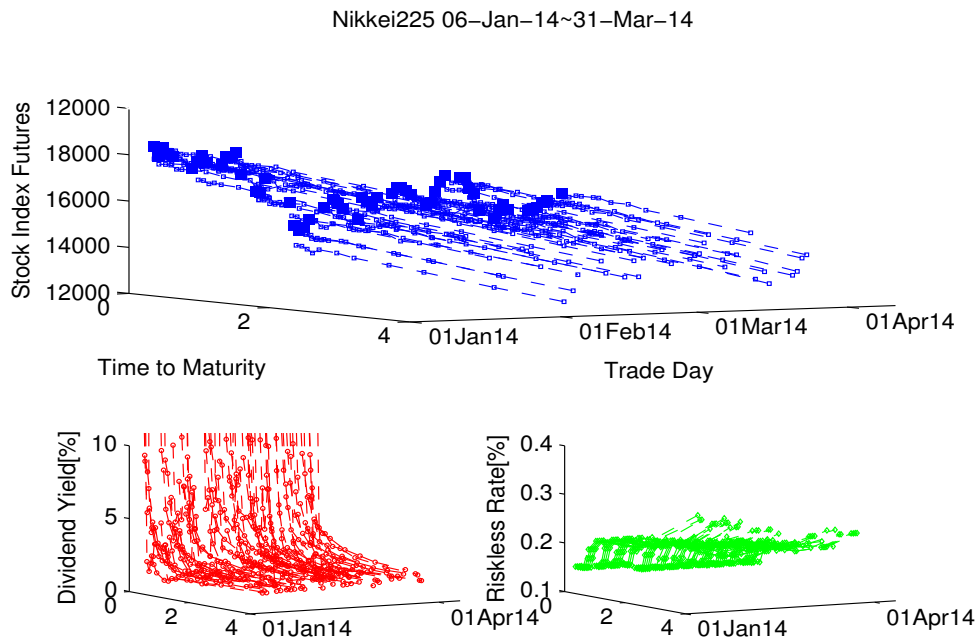 Nikkei225 06−Jan−14~31−Mar−14
Stock Index Futures
12000
18000
16000
14000
12000
0
2
4
01Jan14
01Feb14
01Mar14
01Apr14
Time to Maturity
Trade Day
Dividend Yield[%]
10
5
0
0
2
4
01Jan14
01Apr14
Riskless Rate[%]
0.4
0.3
0.2
0.1
0
2
4
01Jan14
01Apr14